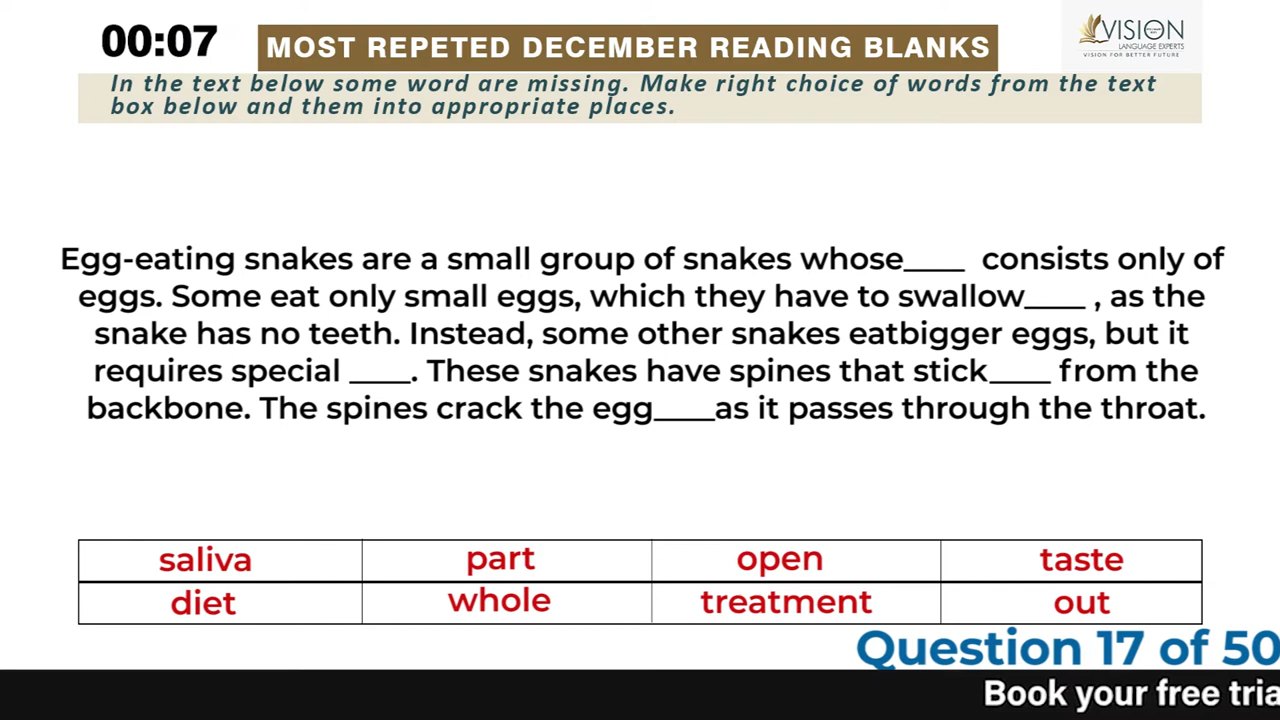 00:07
MOST REPETED DECEMBER READING BLANKS
VISION
LANGUAGE EXPERTS
VISION FOR BETTER FUTURE
In the text below some word are missing. Make right choice of words from the text
box below and them into appropriate places.
Egg-eating snakes are a small group of snakes whose____ consists only of
eggs. Some eat only small eggs, which they have to swallow____ , as the
snake has no teeth. Instead, some other snakes eatbigger eggs, but it
requires special ____. These snakes have spines that stick____ from the
backbone. The spines crack the egg____as it passes through the throat.
saliva part open taste
diet whole treatment out
Question 17 of 50
Book your free tria